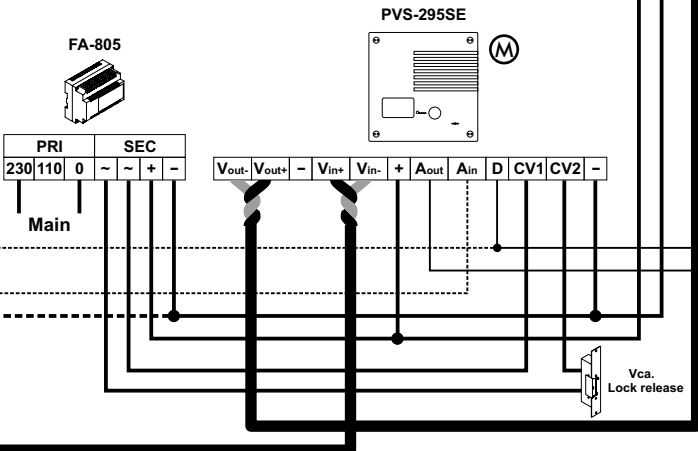 PVS-295SE
FA-805
M
PRI SEC
230 110 0 ~ ~ + −
Vout- Vout+ − Vin+ Vin- + Aout Ain D CV1 CV2 −
Main
Vca.
Lock release